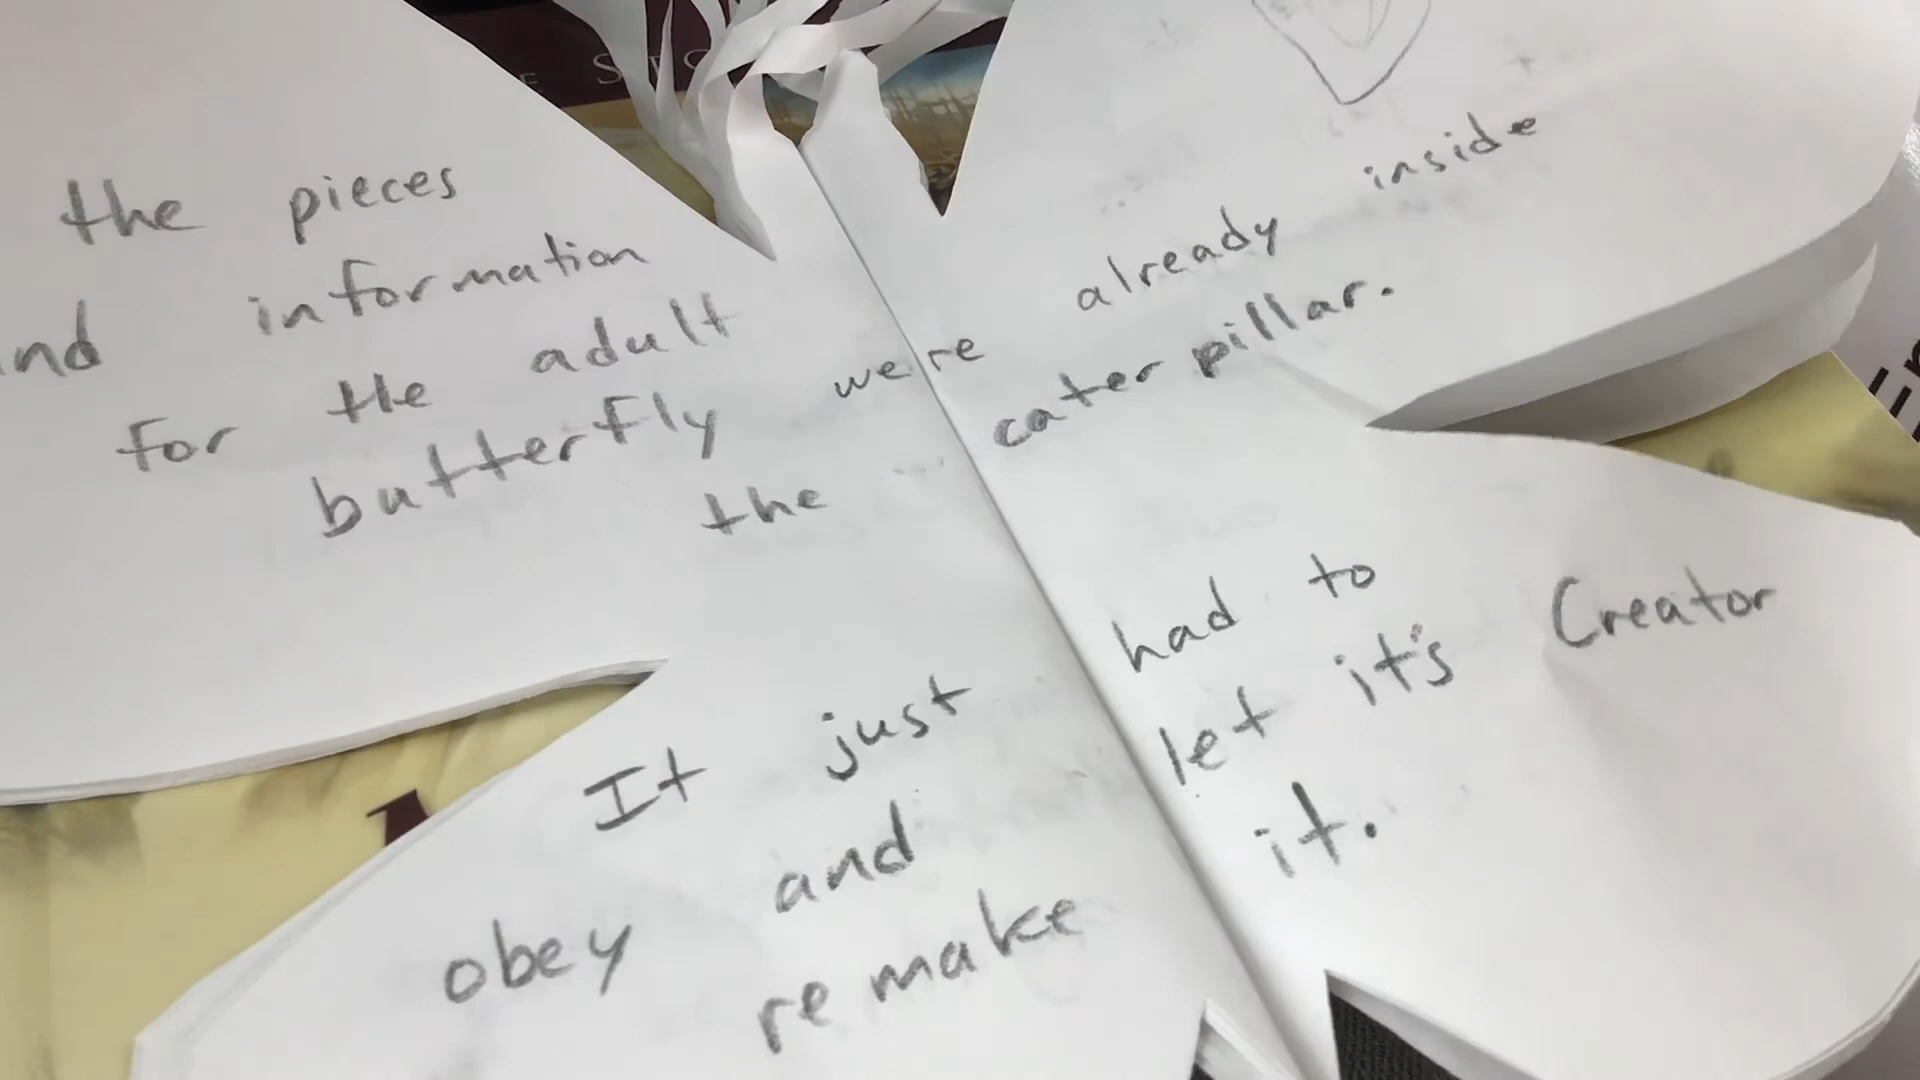 the pieces
nd information
for the adult
butterfly were already inside
the caterpillar.
It just had to
obey and let it's Creator
remake it.